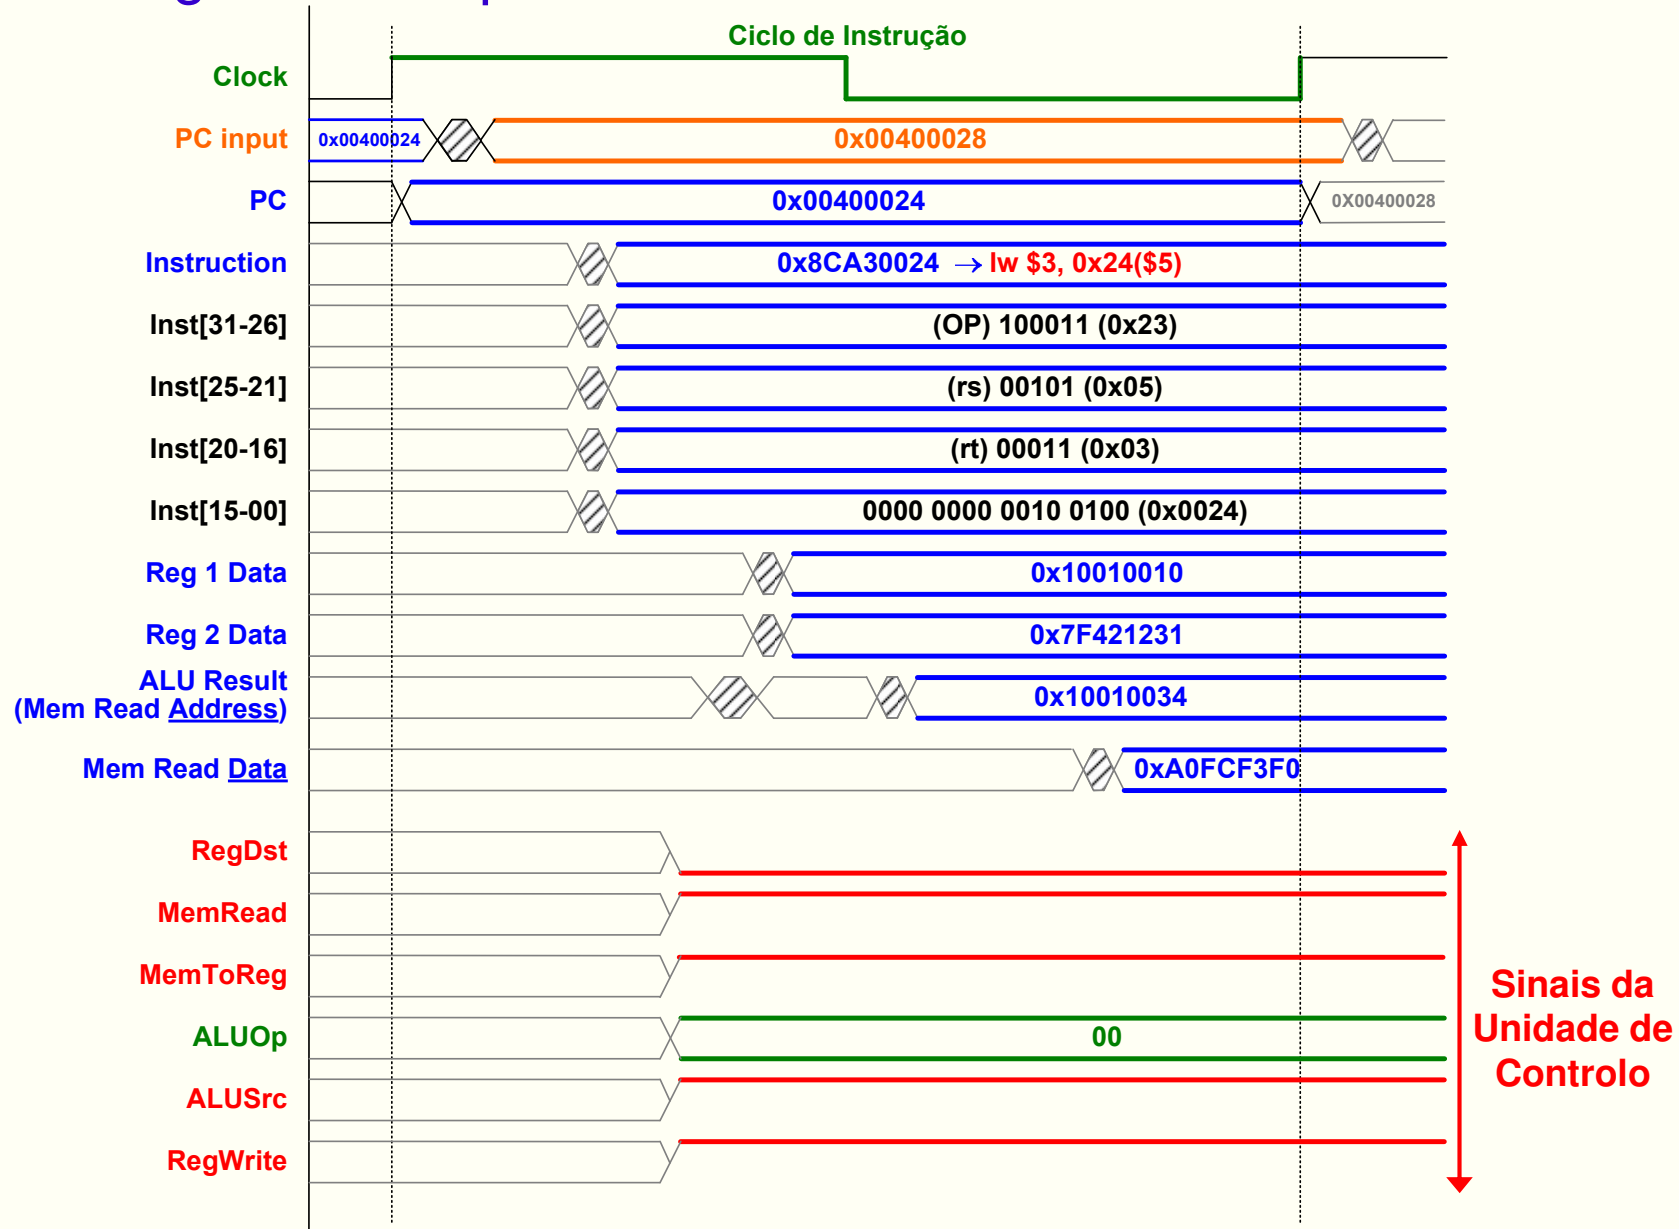 Ciclo de Instrução
Clock
PC input 0x00400024 0x00400028
PC 0x00400024 0X00400028
Instruction 0x8CA30024 → lw $3, 0x24($5)
Inst[31-26] (OP) 100011 (0x23)
Inst[25-21] (rs) 00101 (0x05)
Inst[20-16] (rt) 00011 (0x03)
Inst[15-00] 0000 0000 0010 0100 (0x0024)
Reg 1 Data 0x10010010
Reg 2 Data 0x7F421231
ALU Result
(Mem Read Address) 0x10010034
Mem Read Data 0xA0FCF3F0
RegDst
MemRead
MemToReg
ALUOp 00
ALUSrc
RegWrite
Sinais da
Unidade de
Controlo